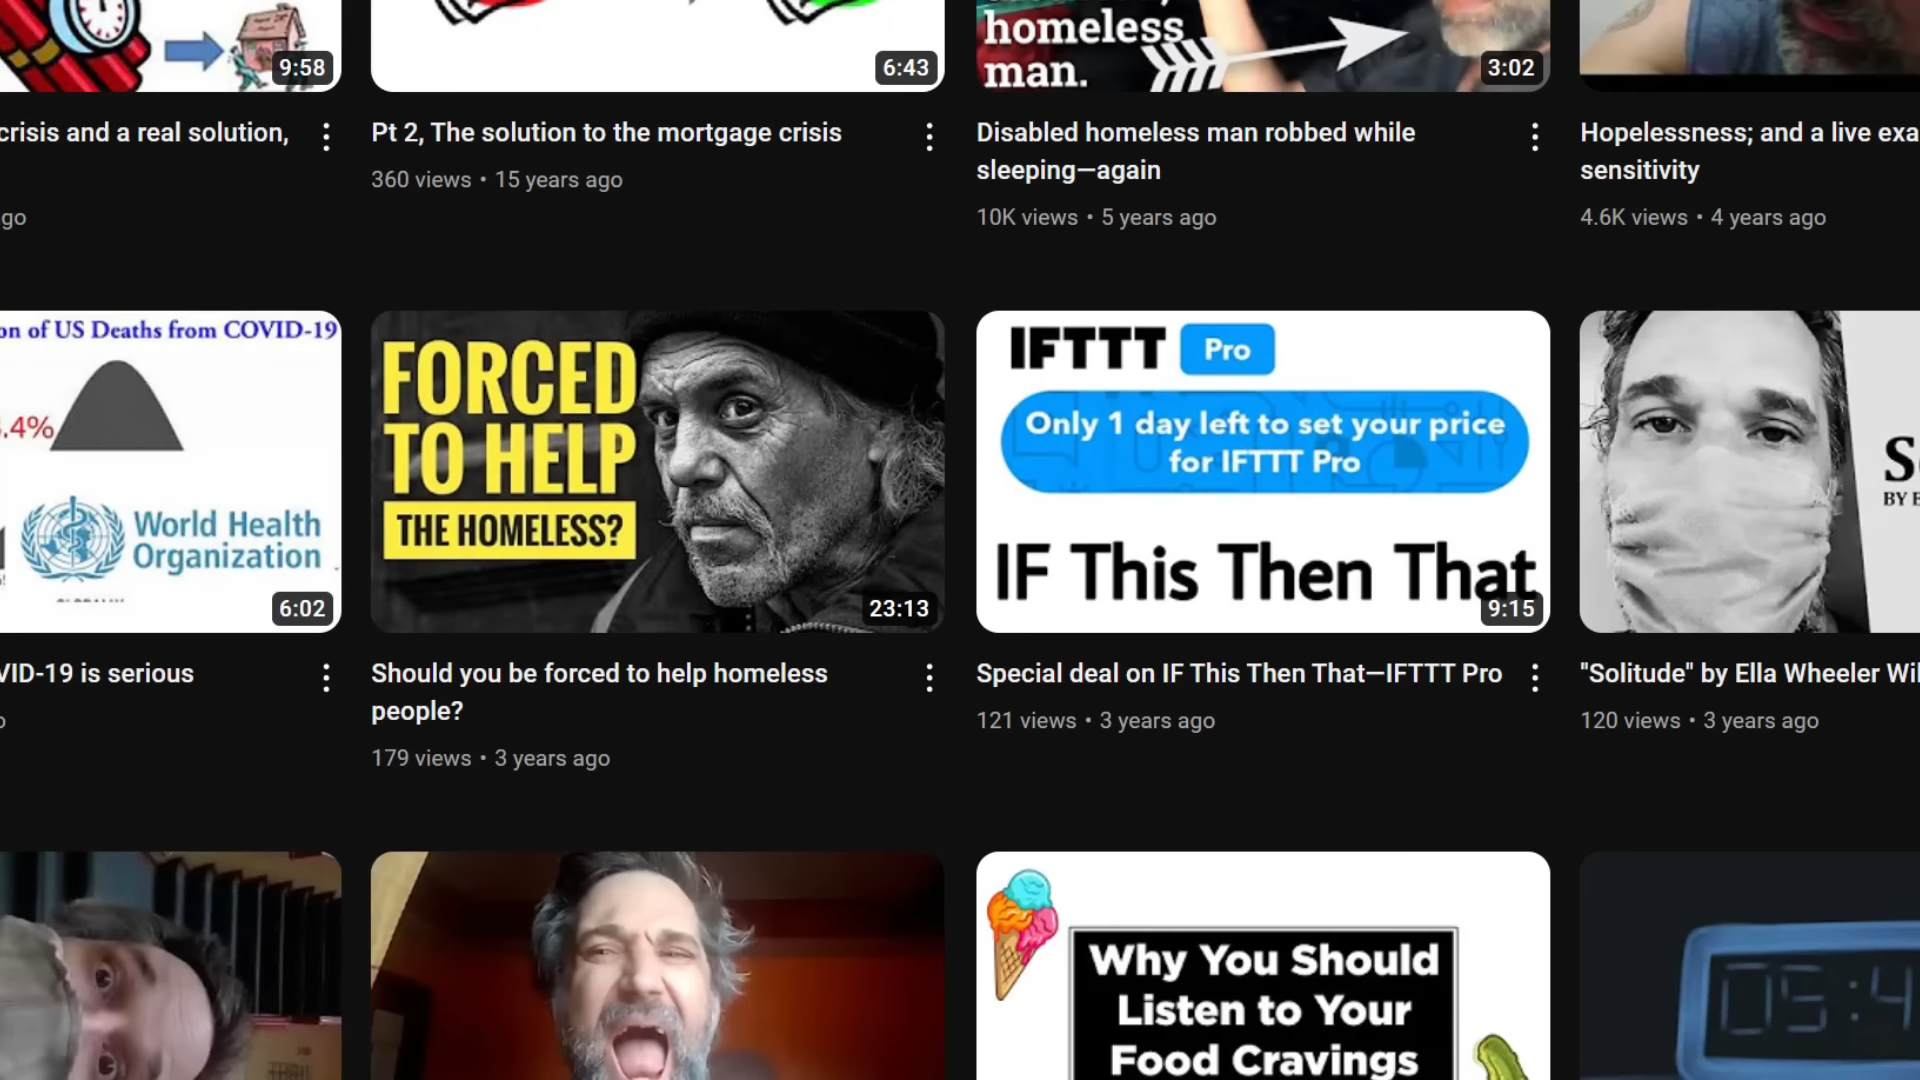 homeless
man.
9:58
6:43
3:02
crisis and a real solution,
Pt 2, The solution to the mortgage crisis
Disabled homeless man robbed while
sleeping—again
Hopelessness; and a live exa
sensitivity
360 views • 15 years ago
go
10K views • 5 years ago
4.6K views • 4 years ago
on of US Deaths from COVID-19
.4%
World Health
Organization
6:02
FORCED
TO HELP
THE HOMELESS?
23:13
IFTTT Pro
Only 1 day left to set your price
for IFTTT Pro
IF This Then That
9:15
S
BY E
VID-19 is serious
Should you be forced to help homeless
people?
Special deal on IF This Then That—IFTTT Pro
"Solitude" by Ella Wheeler Wil
179 views • 3 years ago
121 views • 3 years ago
120 views • 3 years ago
Why You Should
Listen to Your
Food Cravings
05:4